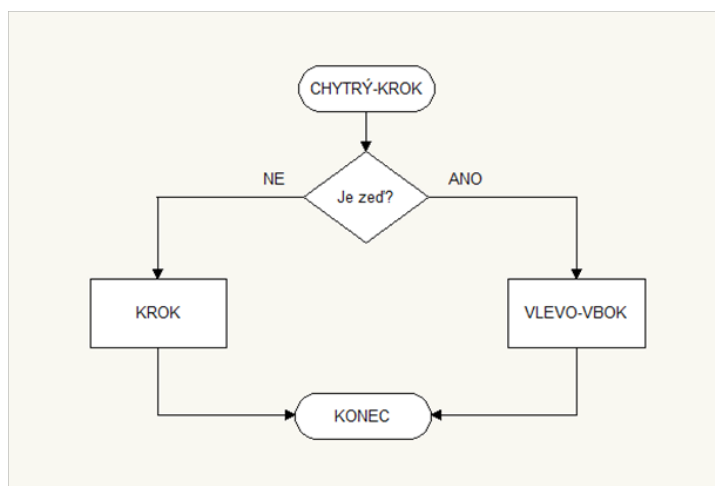 CHYTRÝ-KROK
NE
ANO
Je zeď?
KROK
VLEVO-VBOK
KONEC